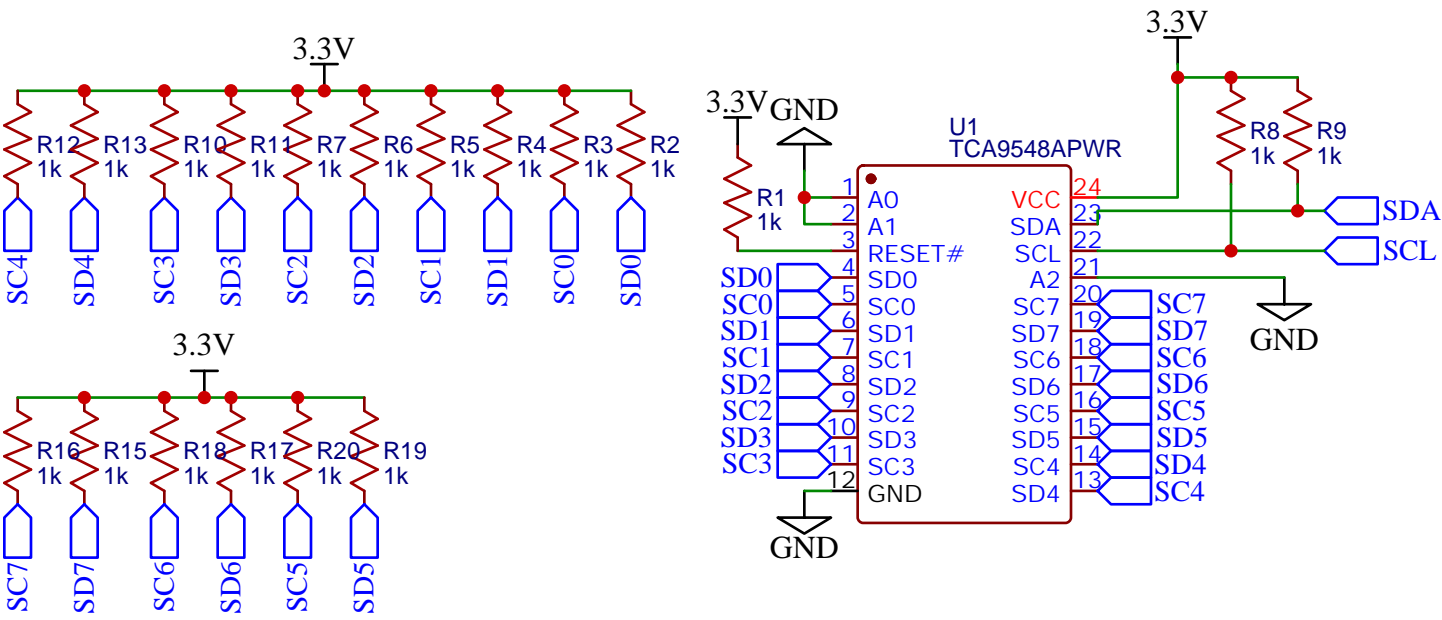 3.3V
R12 R13 R10 R11 R7 R6 R5 R4 R3 R2
1k 1k 1k 1k 1k 1k 1k 1k 1k 1k
SC4 SD4 SC3 SD3 SC2 SD2 SC1 SD1 SC0 SD0
3.3V
R16 R15 R18 R17 R20 R19
1k 1k 1k 1k 1k 1k
SC7 SD7 SC6 SD6 SC5 SD5
3.3V
3.3V GND
R1
1k
U1
TCA9548APWR
R8 R9
1k 1k
1 A0 VCC 24
2 A1 SDA 23 SDA
3 RESET# SCL 22 SCL
SD0 4 SD0 A2 21
SC0 5 SC0 SC7 20 SC7
SD1 6 SD1 SD7 19 SD7
SC1 7 SC1 SC6 18 SC6
SD2 8 SD2 SD6 17 SD6
SC2 9 SC2 SC5 16 SC5
SD3 10 SD3 SD5 15 SD5
SC3 11 SC3 SC4 14 SD4
12 GND SD4 13 SC4
GND
GND